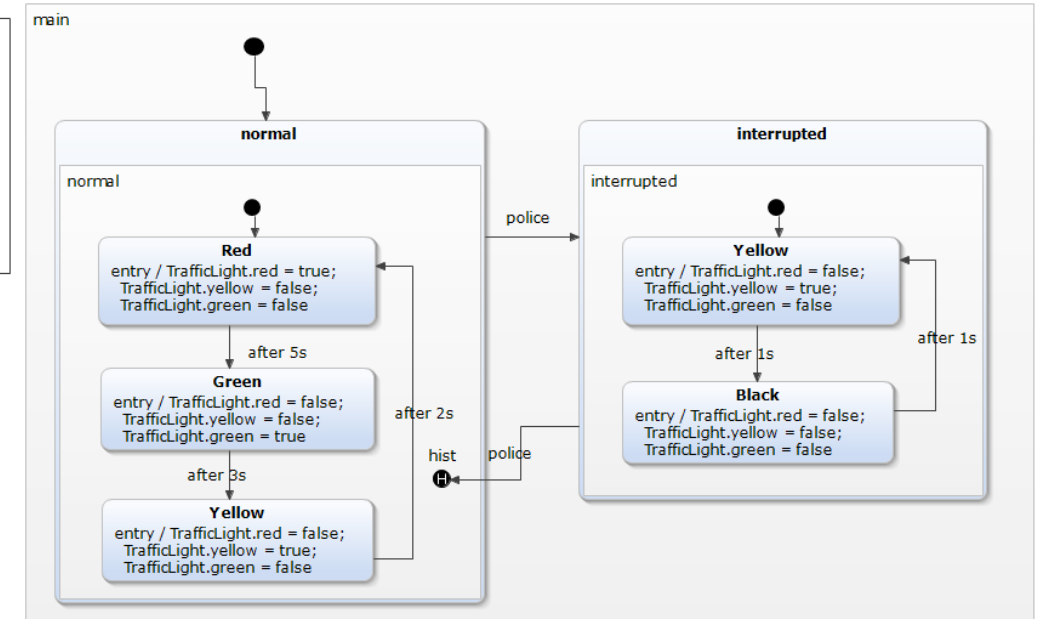 main
normal
normal
Red
entry / TrafficLight.red = true;
TrafficLight.yellow = false;
TrafficLight.green = false
after 5s
Green
entry / TrafficLight.red = false;
TrafficLight.yellow = false;
TrafficLight.green = true
after 3s
Yellow
entry / TrafficLight.red = false;
TrafficLight.yellow = true;
TrafficLight.green = false
after 2s
hist
H
police
police
interrupted
interrupted
Yellow
entry / TrafficLight.red = false;
TrafficLight.yellow = true;
TrafficLight.green = false
after 1s
after 1s
Black
entry / TrafficLight.red = false;
TrafficLight.yellow = false;
TrafficLight.green = false